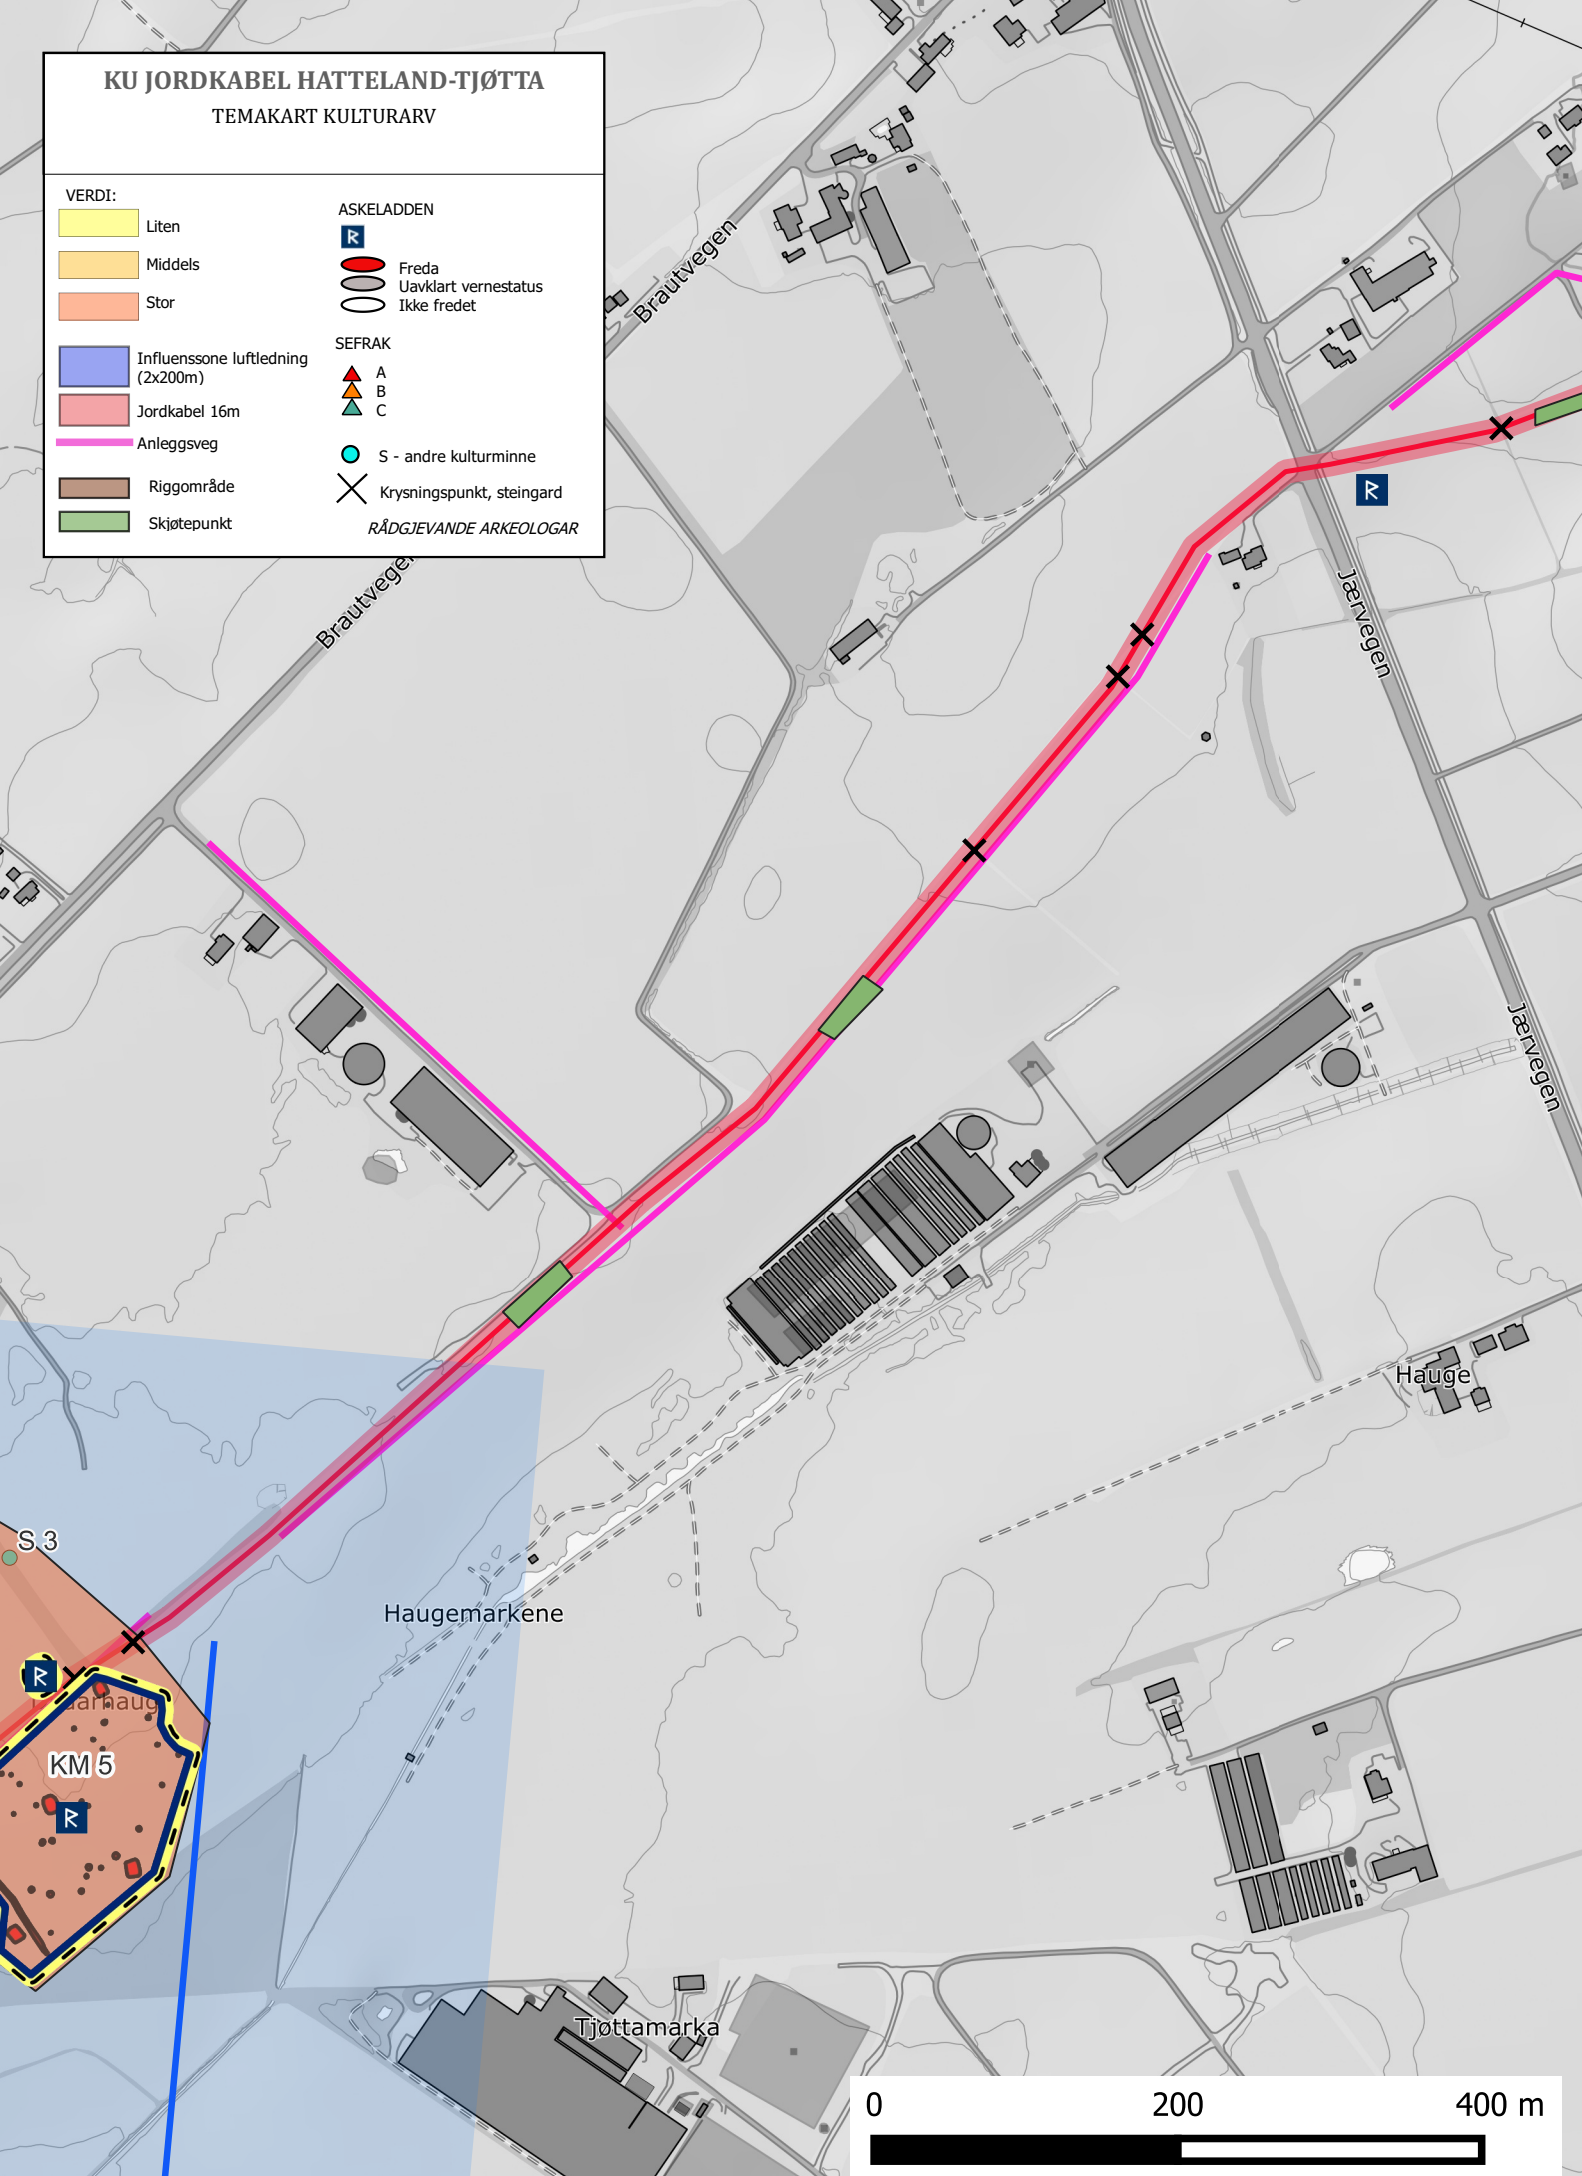 KU JORDKABEL HATTELAND-TJØTTA
TEMAKART KULTURARV
VERDI:
Liten
Middels
Stor
Influenssone luftledning
(2x200m)
Jordkabel 16m
Anleggsveg
Riggområde
Skjøtepunkt
ASKELADDEN
R
Freda
Uavklart vernestatus
Ikke fredet
SEFRAK
A
B
C
S - andre kulturminne
Krysningspunkt, steingard
RÅDGJEVANDE ARKEOLOGAR
Brautvegen
Brautvegen
R
Jærvegen
Jærvegen
Hauge
S 3
Haugemarkene
R
KM 5
R
Tjøttamarka
0 200 400 m